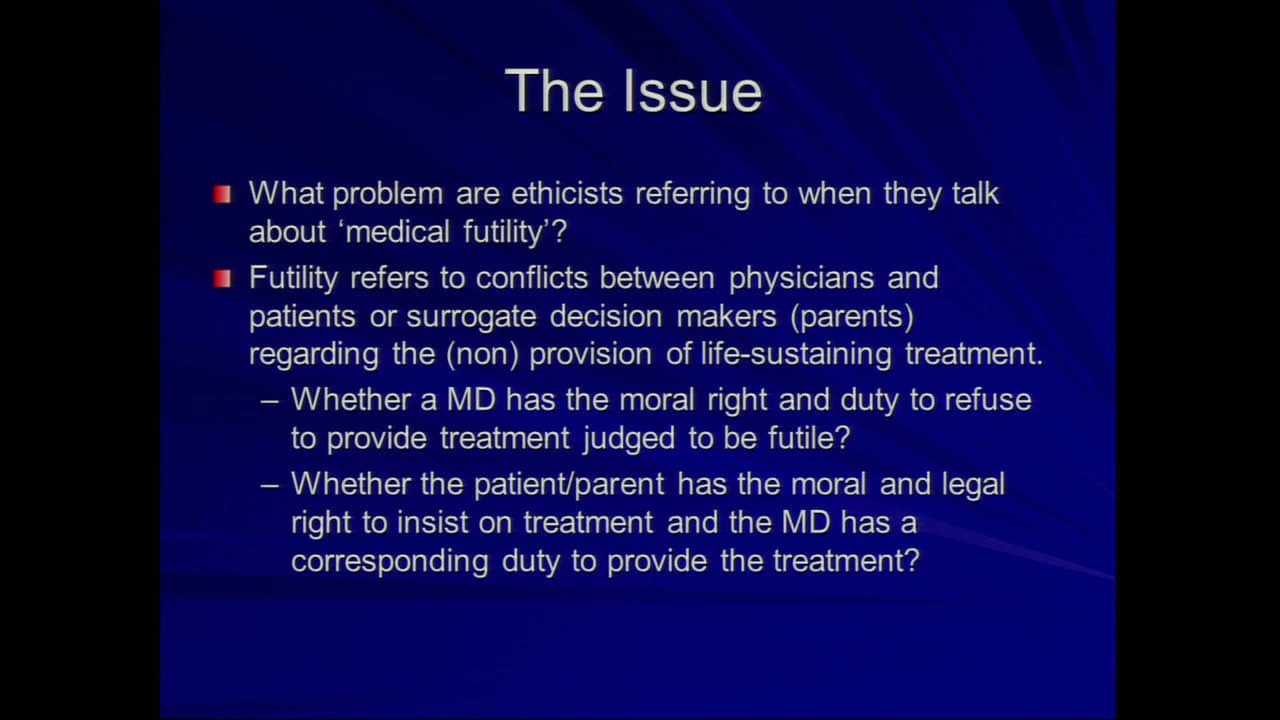 The Issue
What problem are ethicists referring to when they talk
about ‘medical futility’?
Futility refers to conflicts between physicians and
patients or surrogate decision makers (parents)
regarding the (non) provision of life-sustaining treatment.
– Whether a MD has the moral right and duty to refuse
to provide treatment judged to be futile?
– Whether the patient/parent has the moral and legal
right to insist on treatment and the MD has a
corresponding duty to provide the treatment?